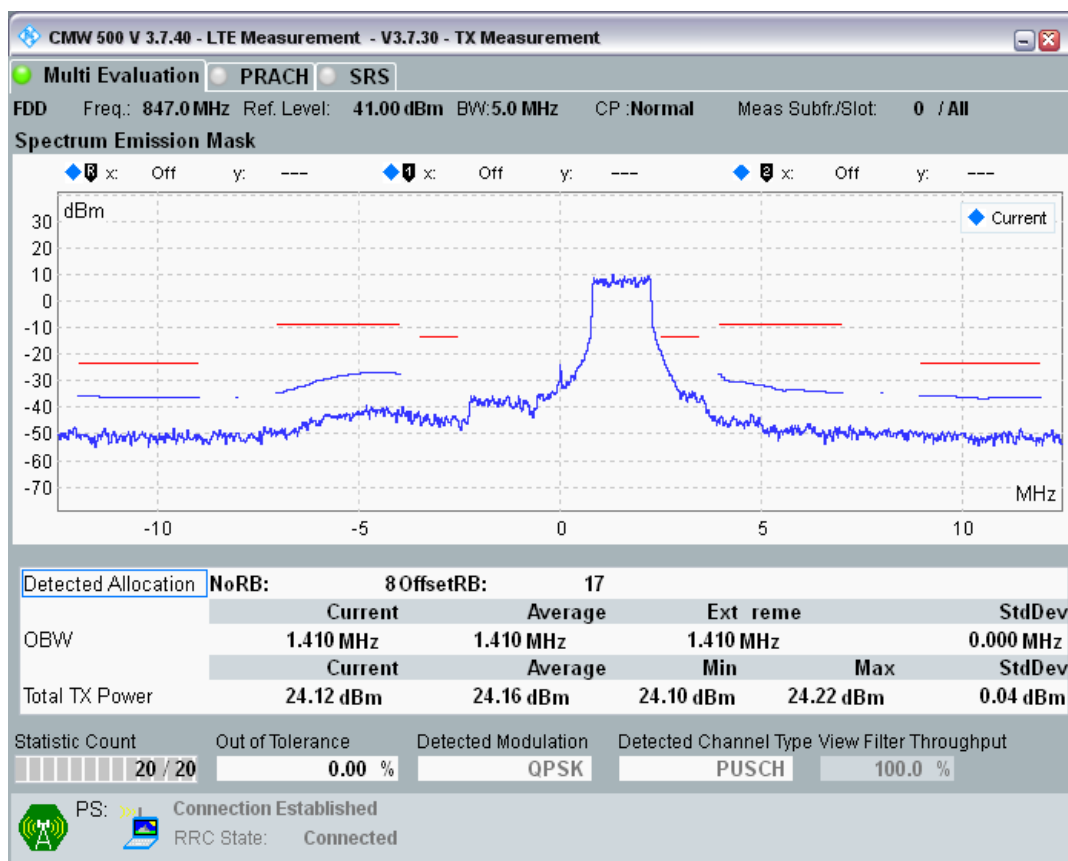 CMW 500 V 3.7.40 - LTE Measurement - V3.7.30 - TX Measurement
Multi Evaluation PRACH SRS
FDD Freq.: 847.0 MHz Ref. Level: 41.00 dBm BW:5.0 MHz CP :Normal Meas Subfr./Slot: 0 / All
Spectrum Emission Mask
R x: Off y: --- 1 x: Off y: --- 2 x: Off y: ---
dBm
Current
30
20
10
0
-10
-20
-30
-40
-50
-60
-70
MHz
-10 -5 0 5 10
Detected Allocation NoRB: 8 OffsetRB: 17
Current Average Ext reme StdDev
OBW 1.410 MHz 1.410 MHz 1.410 MHz 0.000 MHz
Current Average Min Max StdDev
Total TX Power 24.12 dBm 24.16 dBm 24.10 dBm 24.22 dBm 0.04 dBm
Statistic Count Out of Tolerance Detected Modulation Detected Channel Type View Filter Throughput
20 / 20 0.00 % QPSK PUSCH 100.0 %
PS: Connection Established
RRC State: Connected